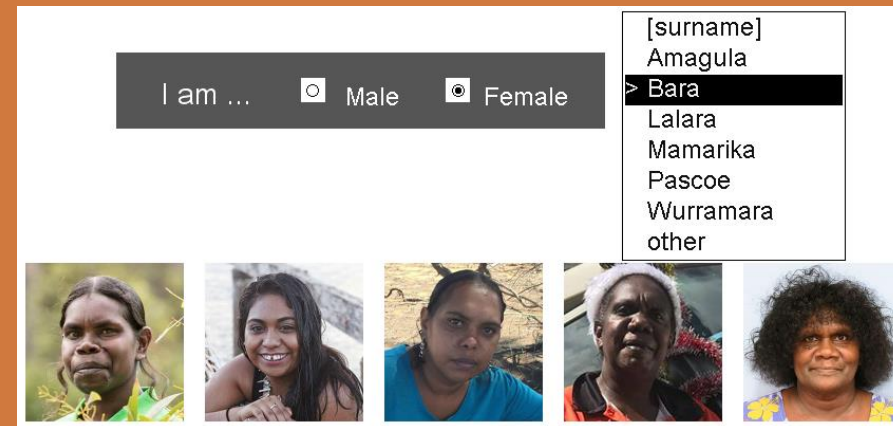 I am ... Male Female
[surname]
Amagula
> Bara
Lalara
Mamarika
Pascoe
Wurramara
other